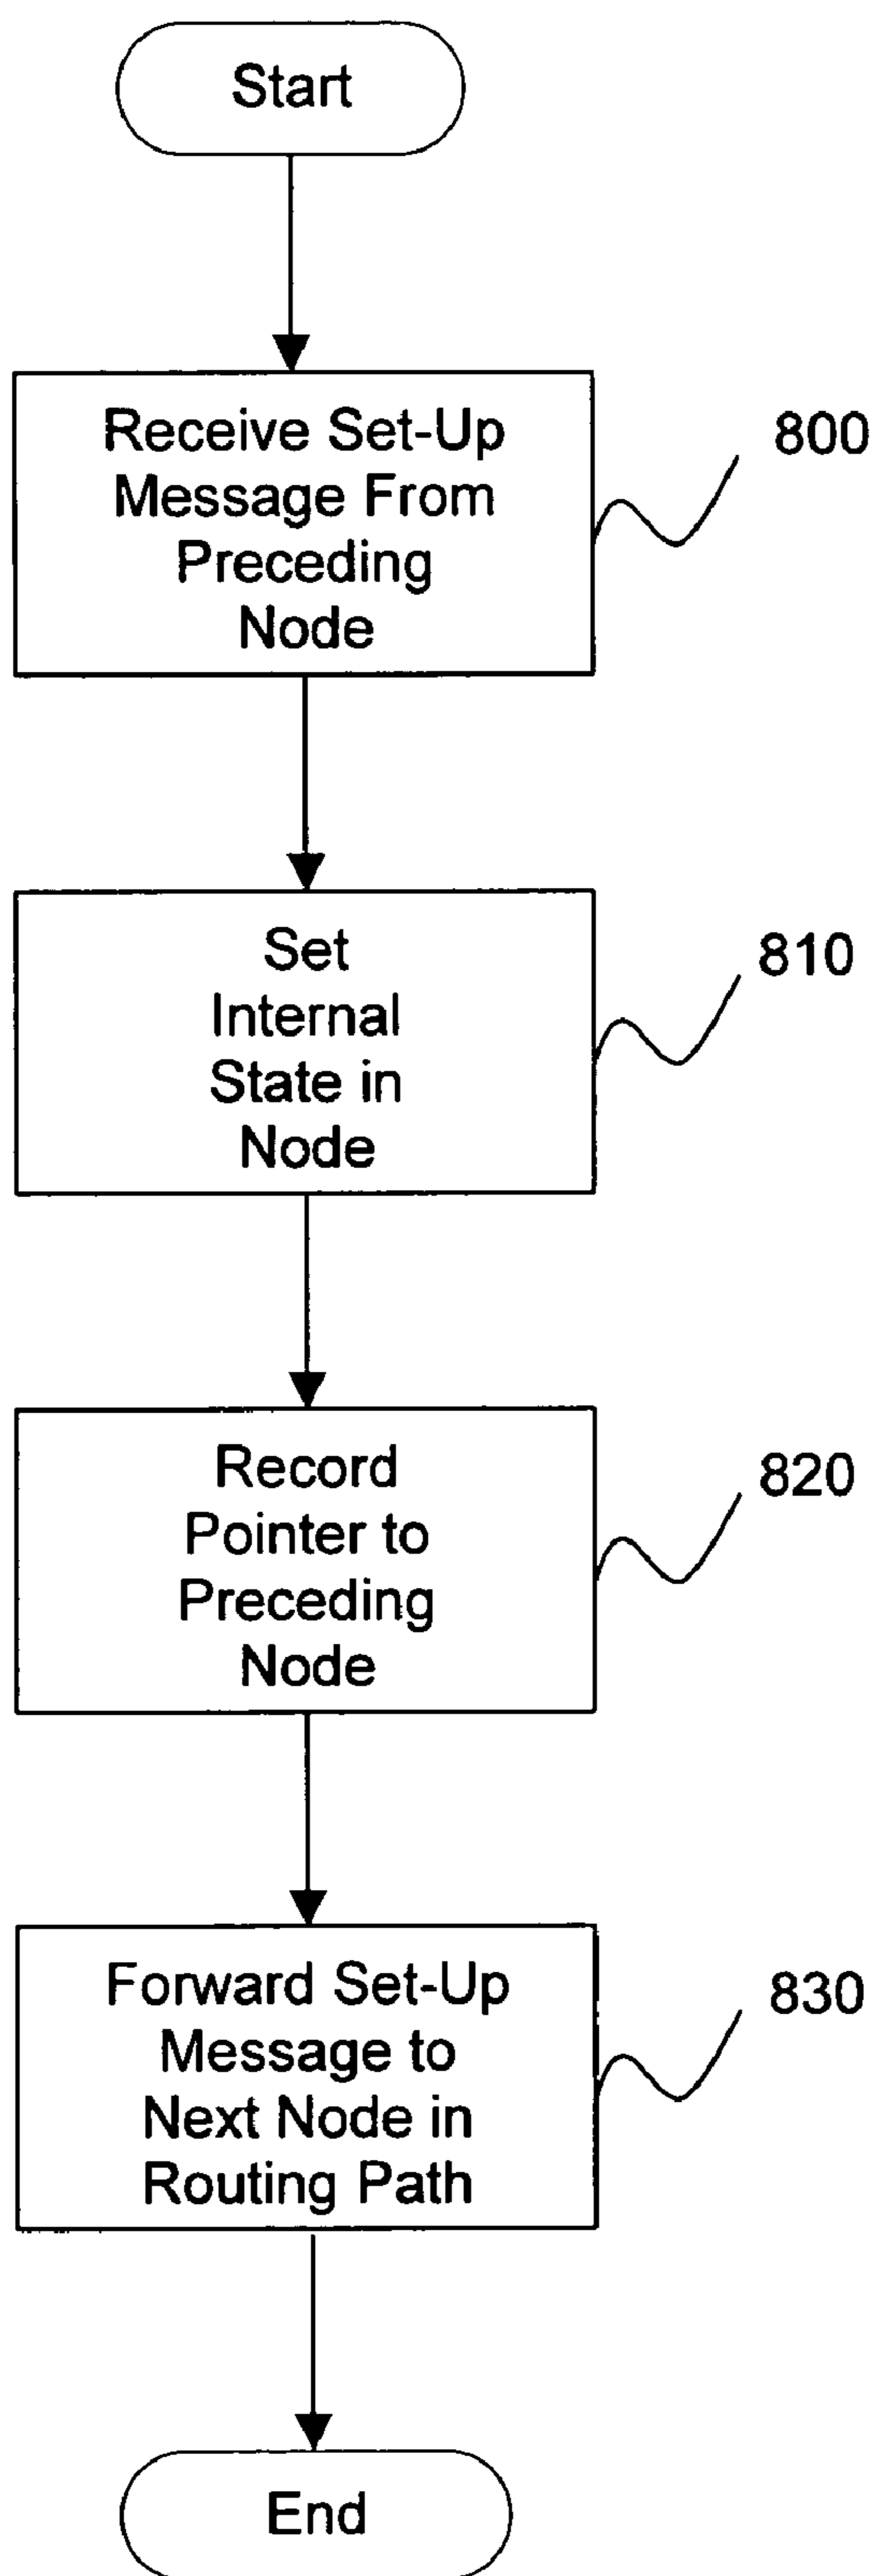 Start
Receive Set-Up
Message From
Preceding
Node
800
Set
Internal
State in
Node
810
Record
Pointer to
Preceding
Node
820
Forward Set-Up
Message to
Next Node in
Routing Path
830
End